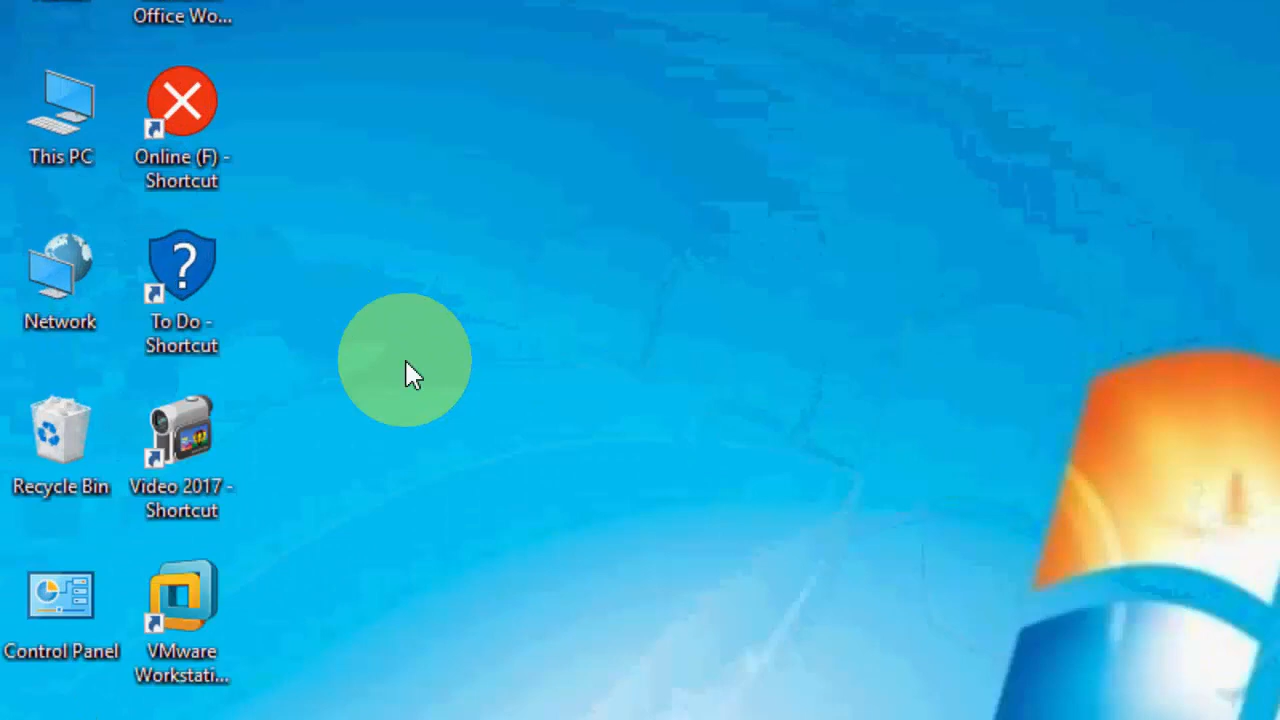 Office Wo...
This PC
Online (F) -
Shortcut
Network
To Do -
Shortcut
Recycle Bin
Video 2017 -
Shortcut
Control Panel
VMware
Workstati...